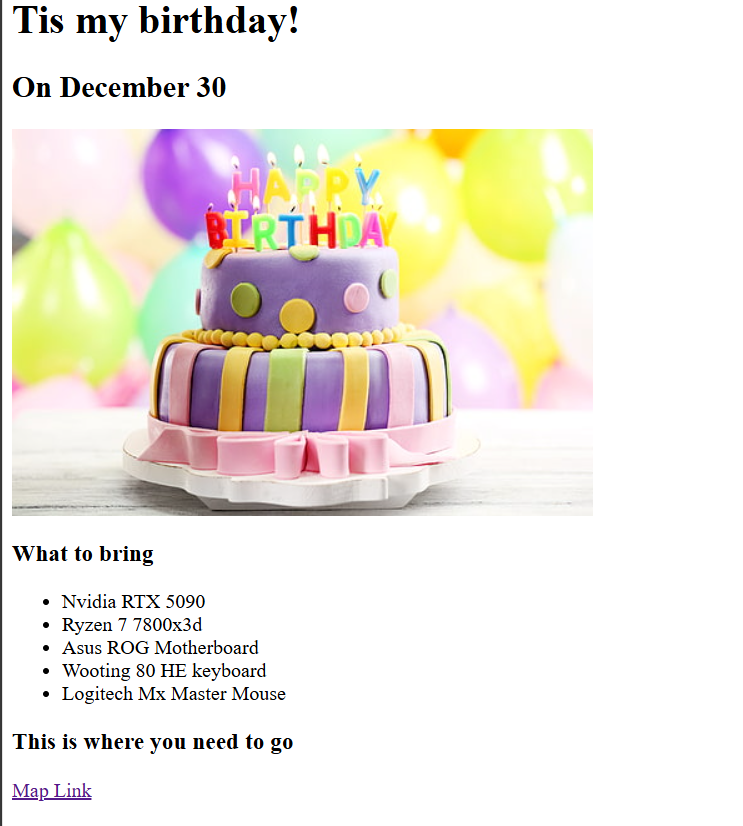 Tis my birthday!
On December 30
HAPPY
BIRTHDAY
What to bring
Nvidia RTX 5090
Ryzen 7 7800x3d
Asus ROG Motherboard
Wooting 80 HE keyboard
Logitech Mx Master Mouse
This is where you need to go
Map Link